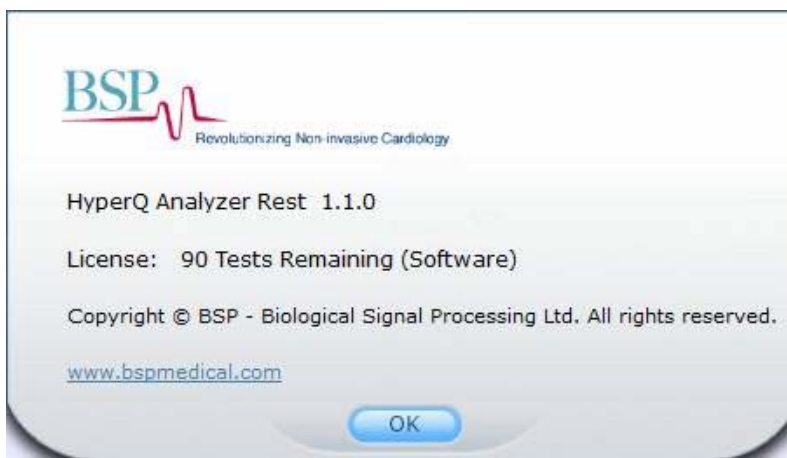 BSP
Revolutionizing Non-invasive Cardiology
HyperQ Analyzer Rest 1.1.0
License: 90 Tests Remaining (Software)
Copyright © BSP - Biological Signal Processing Ltd. All rights reserved.
www.bspmedical.com
OK